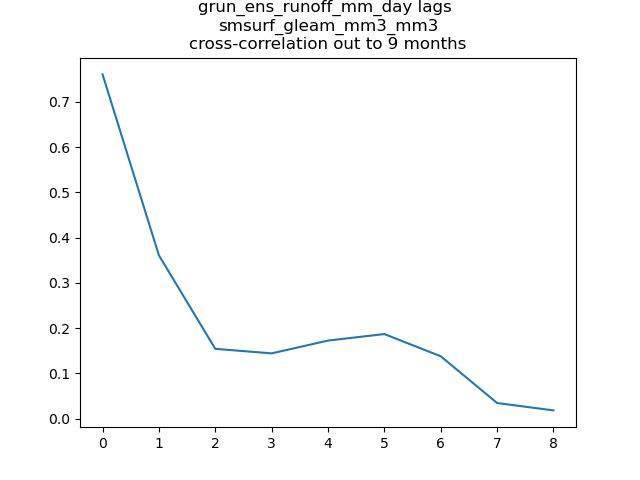 grun_ens_runoff_mm_day lags
smsurf_gleam_mm3_mm3
cross-correlation out to 9 months
0.7
0.6
0.5
0.4
0.3
0.2
0.1
0.0
0 1 2 3 4 5 6 7 8